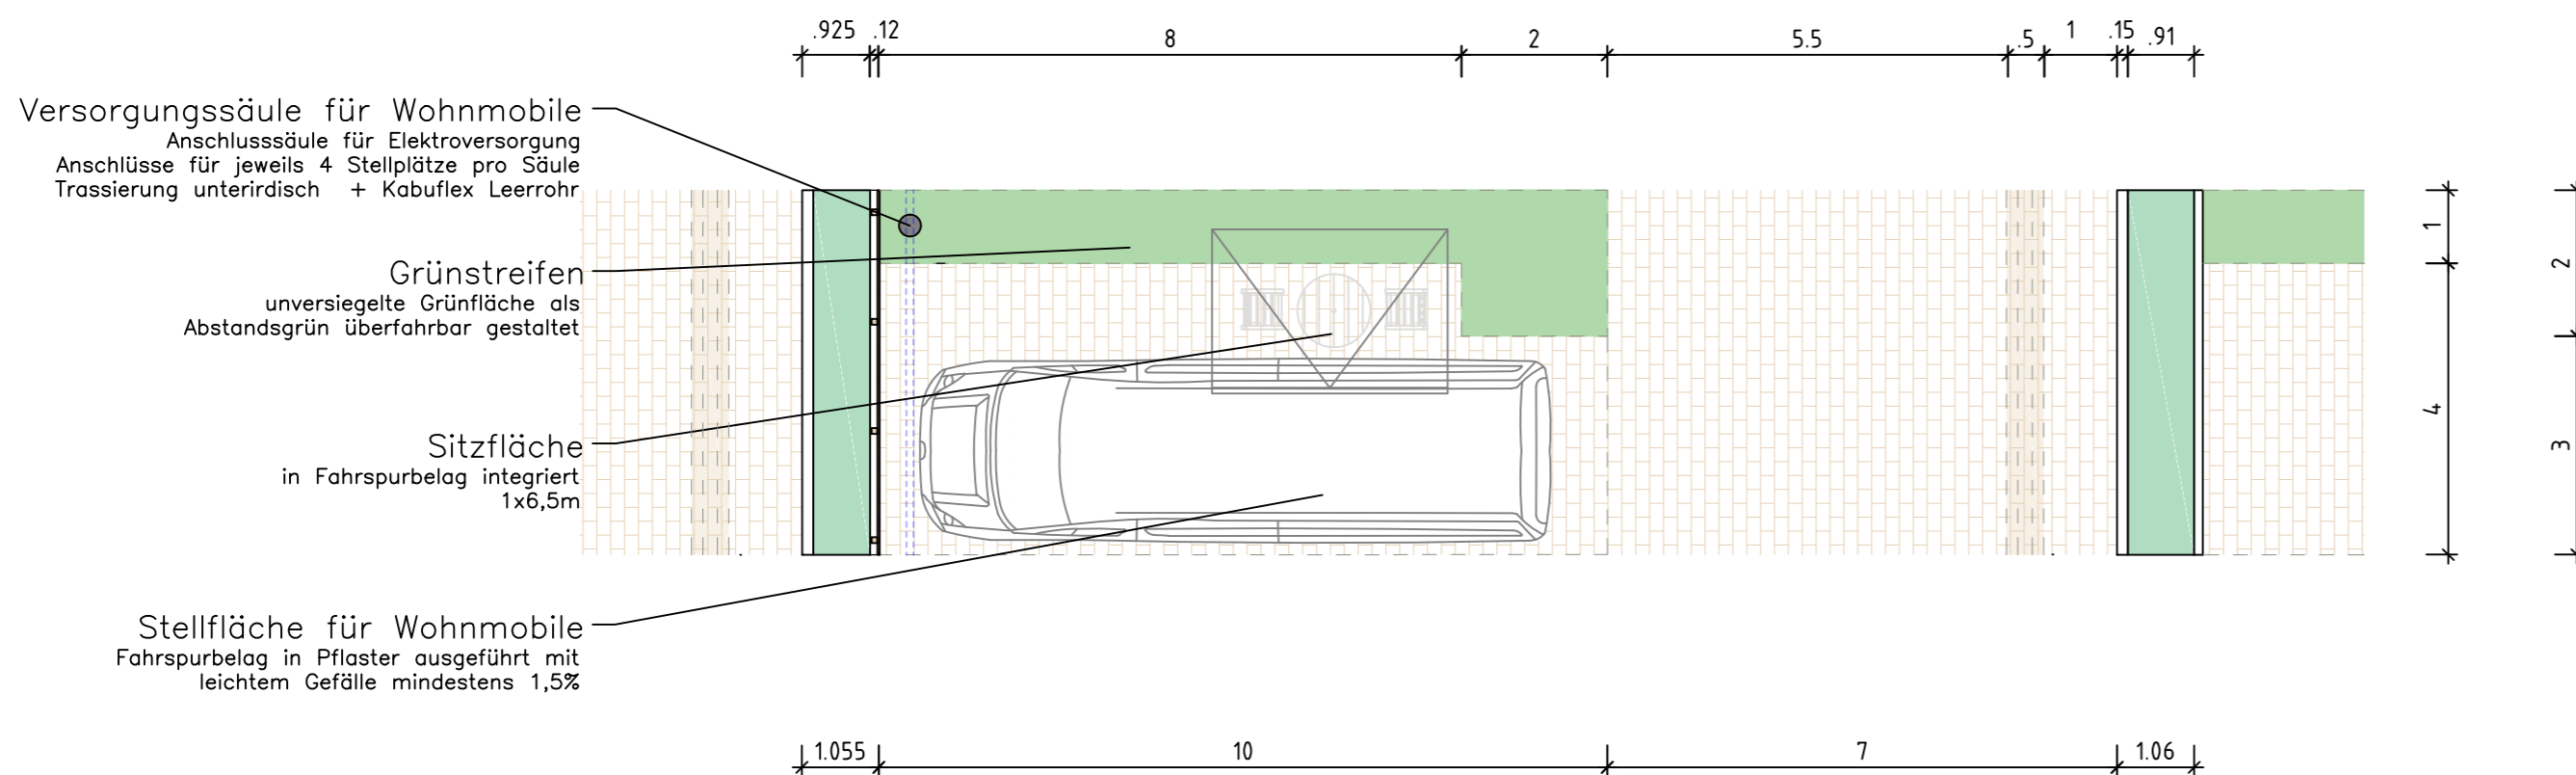 .925 .12 8 2 5.5 .5 1 .15 .91
Versorgungssäule für Wohnmobile
Anschlusssäule für Elektroversorgung
Anschlüsse für jeweils 4 Stellplätze pro Säule
Trassierung unterirdisch + Kabuflex Leerrohr
Grünstreifen
unversiegelte Grünfläche als
Abstandsgrün überfahrbar gestaltet
Sitzfläche
in Fahrspurbelag integriert
1x6,5m
Stellfläche für Wohnmobile
Fahrspurbelag in Pflaster ausgeführt mit
leichtem Gefälle mindestens 1,5%
1
2
4
3
1.055 10 7 1.06